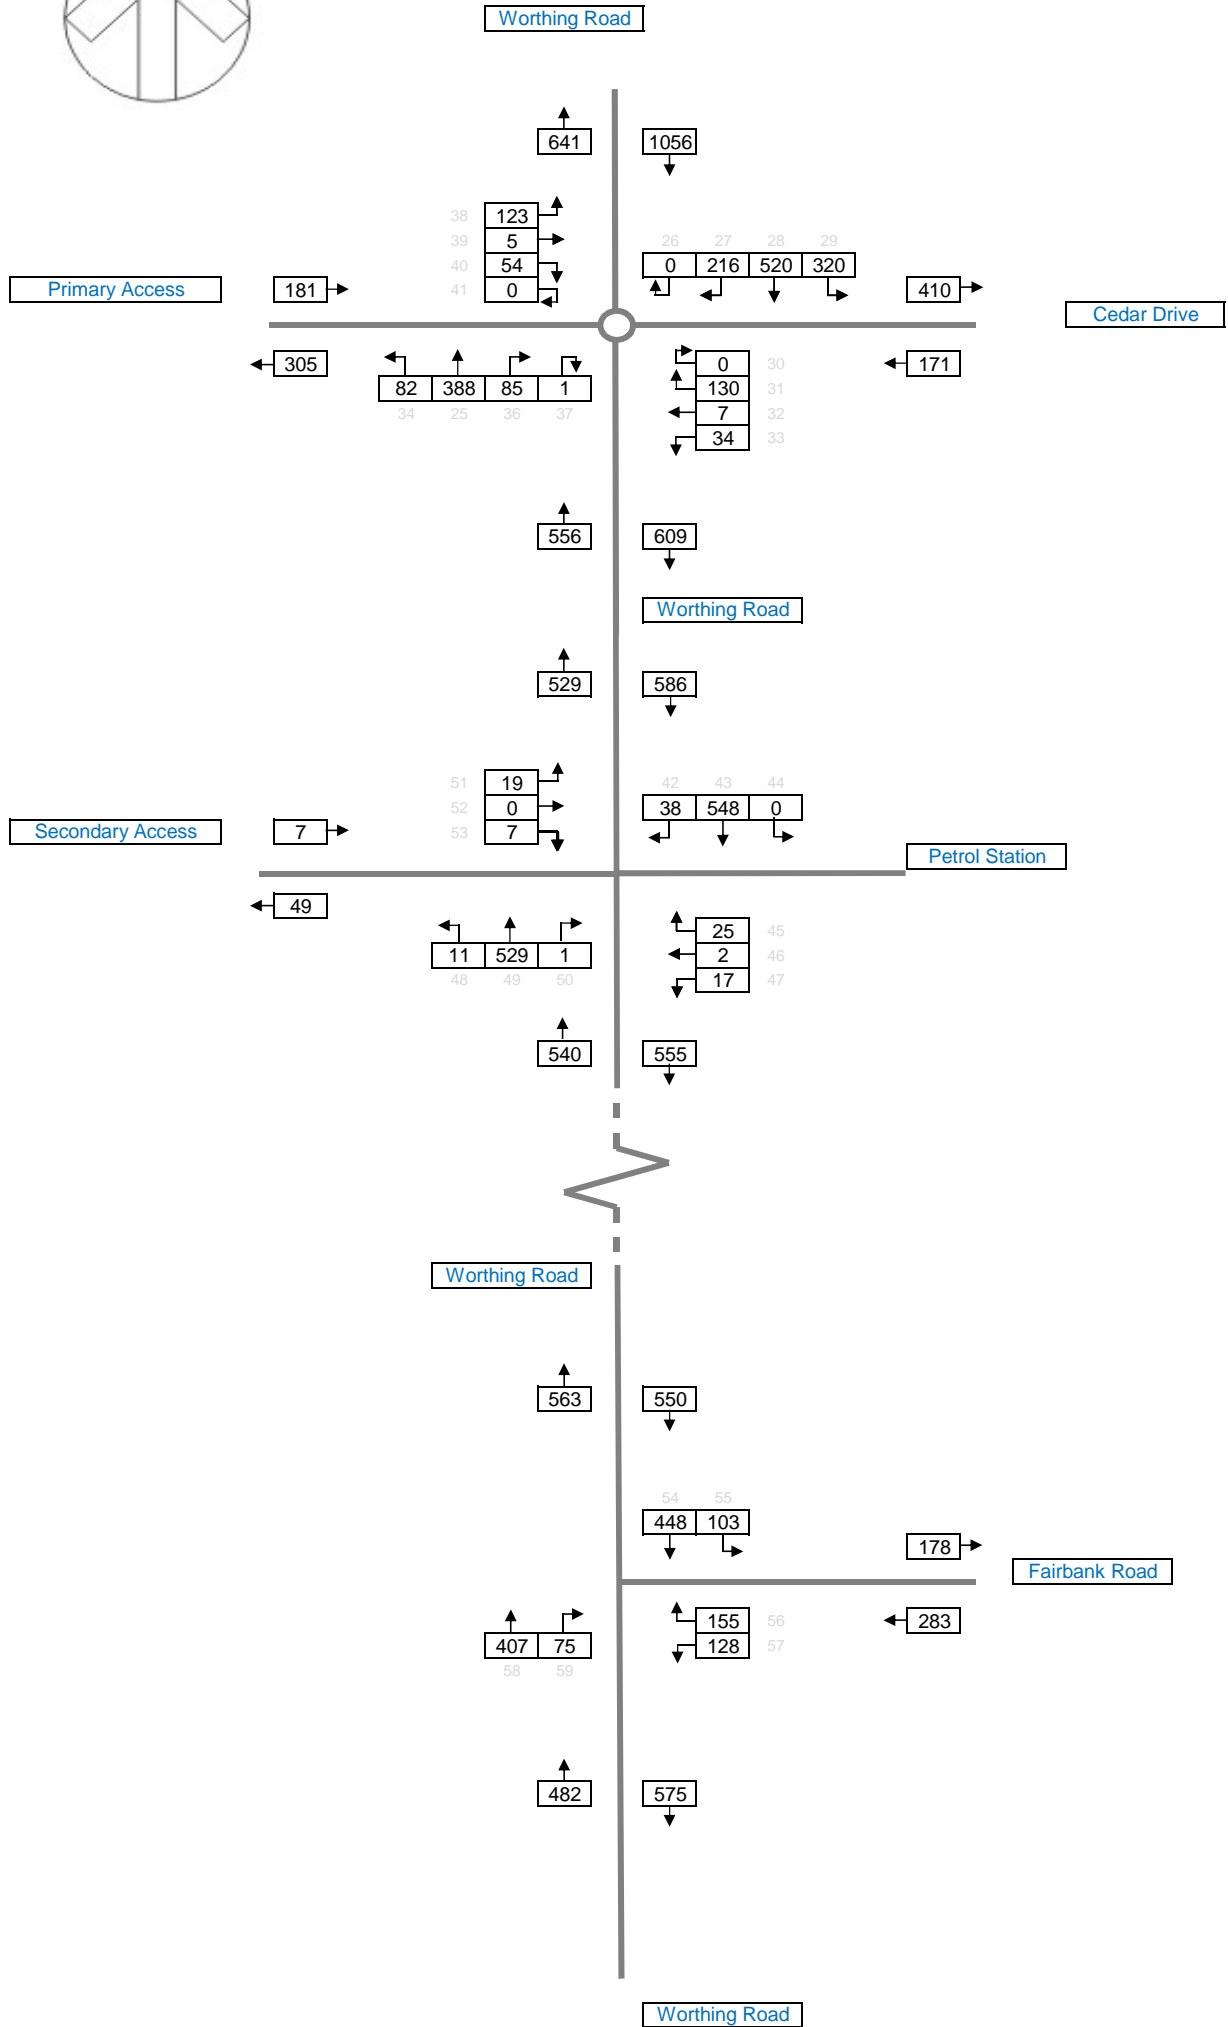 Worthing Road
641 1056
38 123
39 5
26 27 28 29
40 54
0 216 520 320
Primary Access 181
41 0
410
Cedar Drive
305
0 30
171
82 388 85 1
130 31
34 25 36 37
7 32
34 33
556 609
Worthing Road
529 586
51 19
42 43 44
52 0
38 548 0
Secondary Access 7
53 7
Petrol Station
49
25 45
11 529 1
2 46
48 49 50
17 47
540 555
Worthing Road
563 550
54 55
448 103
178
Fairbank Road
155 56
283
407 75
128 57
58 59
482 575
Worthing Road